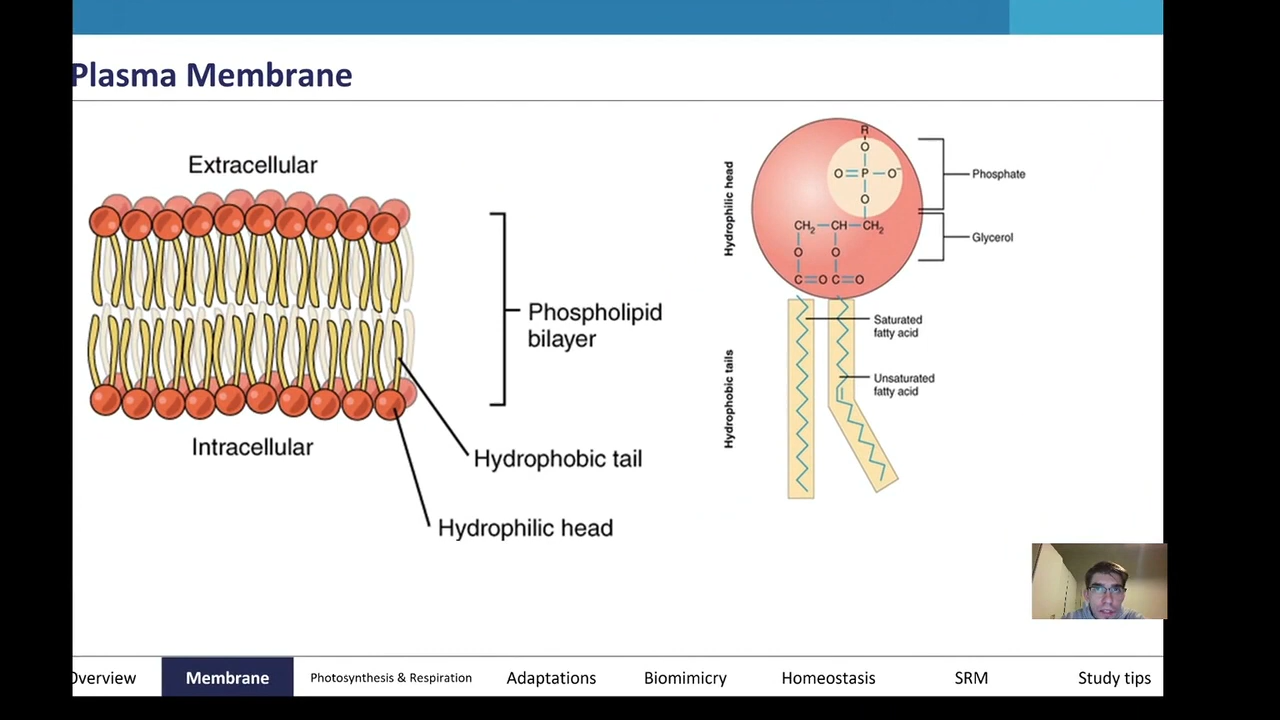 Plasma Membrane
Extracellular
Phospholipid
bilayer
Intracellular
Hydrophobic tail
Hydrophilic head
Hydrophilic head
R
O
O=P—O⁻
O
CH₂—CH—CH₂
O O
C=O C=O
Phosphate
Glycerol
Hydrophobic tails
Saturated
fatty acid
Unsaturated
fatty acid
Overview Membrane Photosynthesis & Respiration Adaptations Biomimicry Homeostasis SRM Study tips